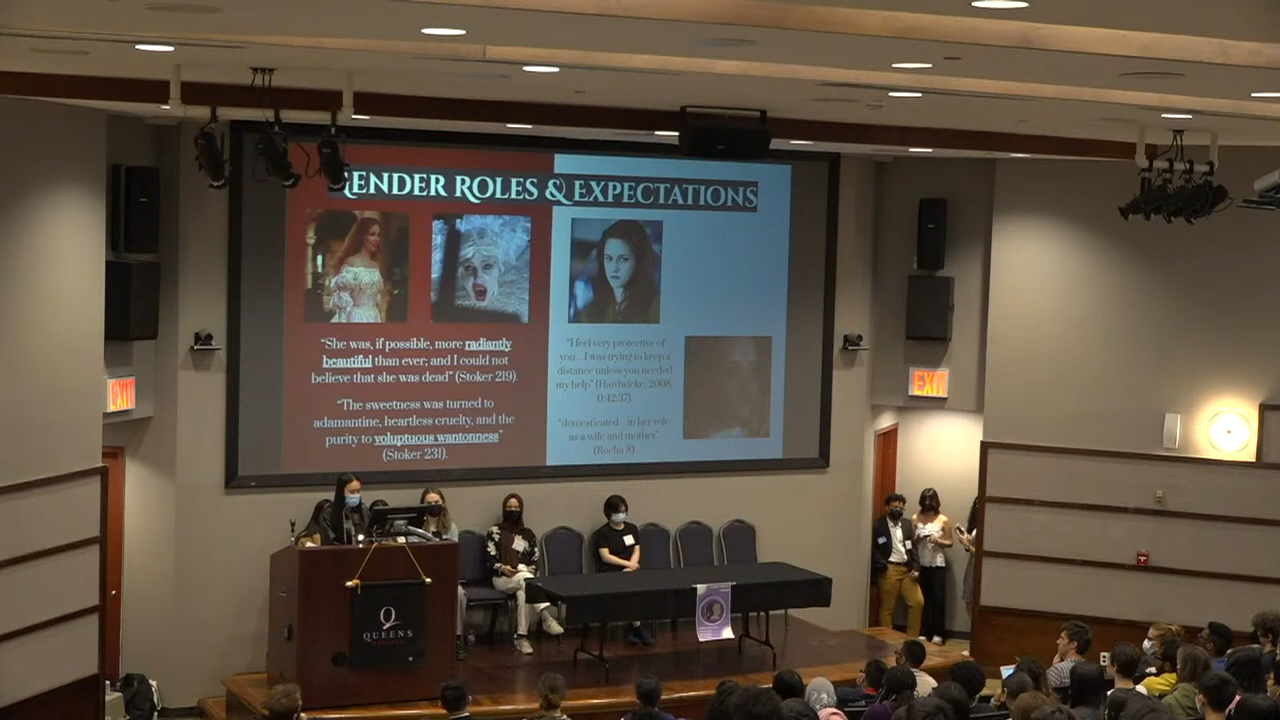 GENDER ROLES & EXPECTATIONS
“She was, if possible, more radiantly
beautiful than ever; and I could not
believe that she was dead” (Stoker 219).
“The sweetness was turned to
adamantine, heartless cruelty, and the
purity to voluptuous wantonness”
(Stoker 231).
“I feel very protective of
you... I was trying to keep a
distance unless you needed
my help” (Hardwicke, 2008,
0:42:37).
“domesticated...in her role
as a wife and mother”
(Rocha 8)
EXIT
EXIT
Q
QUEENS
COLLEGE